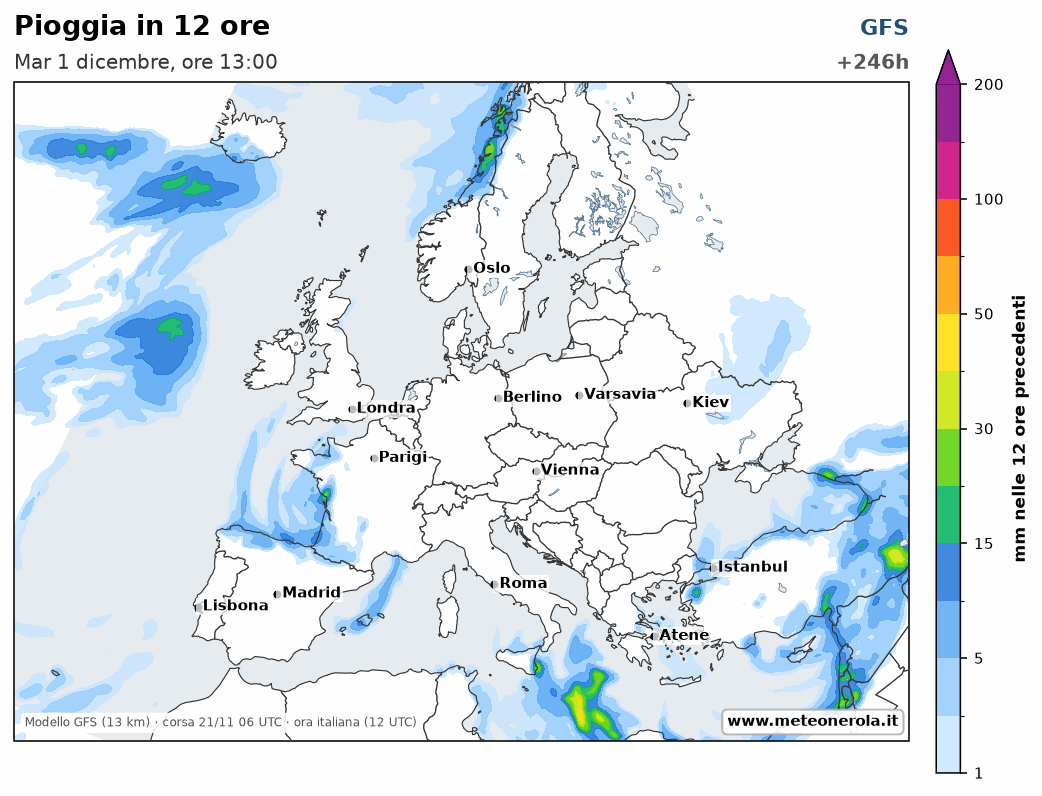 Pioggia in 12 ore
GFS
Mar 1 dicembre, ore 13:00
+246h
200
100
50
30
15
5
1
mm nelle 12 ore precedenti
Oslo
Berlino
Varsavia
Kiev
Londra
Parigi
Vienna
Istanbul
Roma
Madrid
Lisbona
Atene
Modello GFS (13 km) · corsa 21/11 06 UTC · ora italiana (12 UTC)
www.meteonerola.it